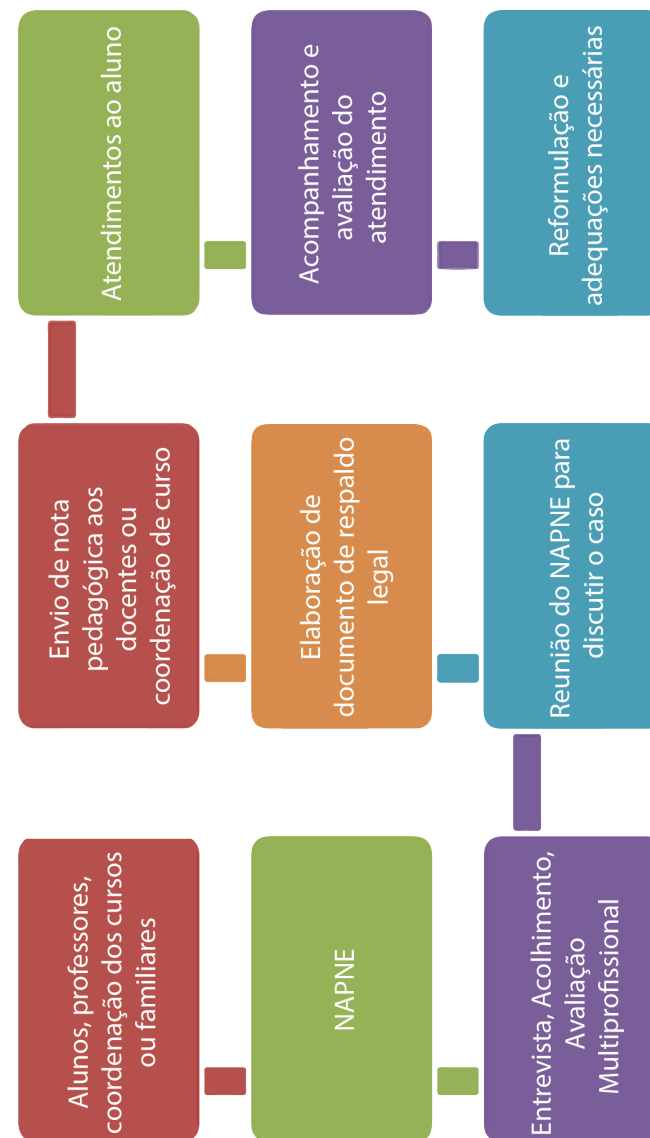 Alunos, professores,
coordenação dos cursos
ou familiares
NAPNE
Entrevista, Acolhimento,
Avaliação
Multiprofissional
Reunião do NAPNE para
discutir o caso
Elaboração de
documento de respaldo
legal
Envio de nota
pedagógica aos
docentes ou
coordenação de curso
Atendimentos ao aluno
Acompanhamento e
avaliação do
atendimento
Reformulação e
adequações necessárias